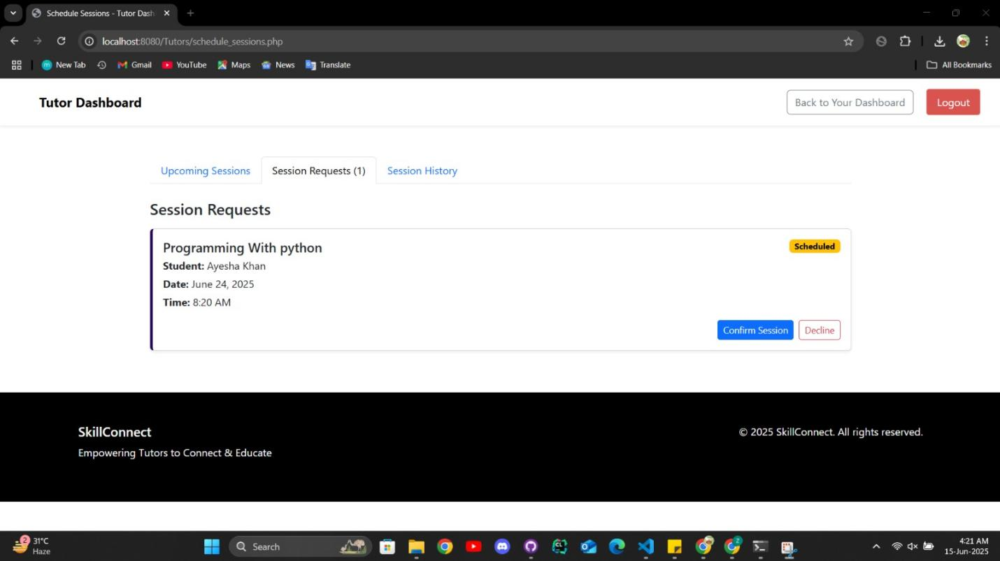 Schedule Sessions - Tutor Dash
localhost:8080/Tutors/schedule_sessions.php
New Tab
Gmail
YouTube
Maps
News
Translate
All Bookmarks
Tutor Dashboard
Back to Your Dashboard
Logout
Upcoming Sessions
Session Requests (1)
Session History
Session Requests
Programming With python
Scheduled
Student: Ayesha Khan
Date: June 24, 2025
Time: 8:20 AM
Confirm Session
Decline
SkillConnect
© 2025 SkillConnect. All rights reserved.
Empowering Tutors to Connect & Educate
2
31°C
Haze
Search
4:21 AM
15-Jun-2025